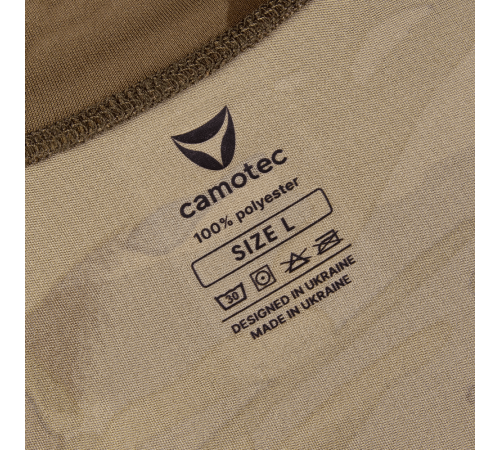 camotec
100% polyester
SIZE L
30
DESIGNED IN UKRAINE
MADE IN UKRAINE